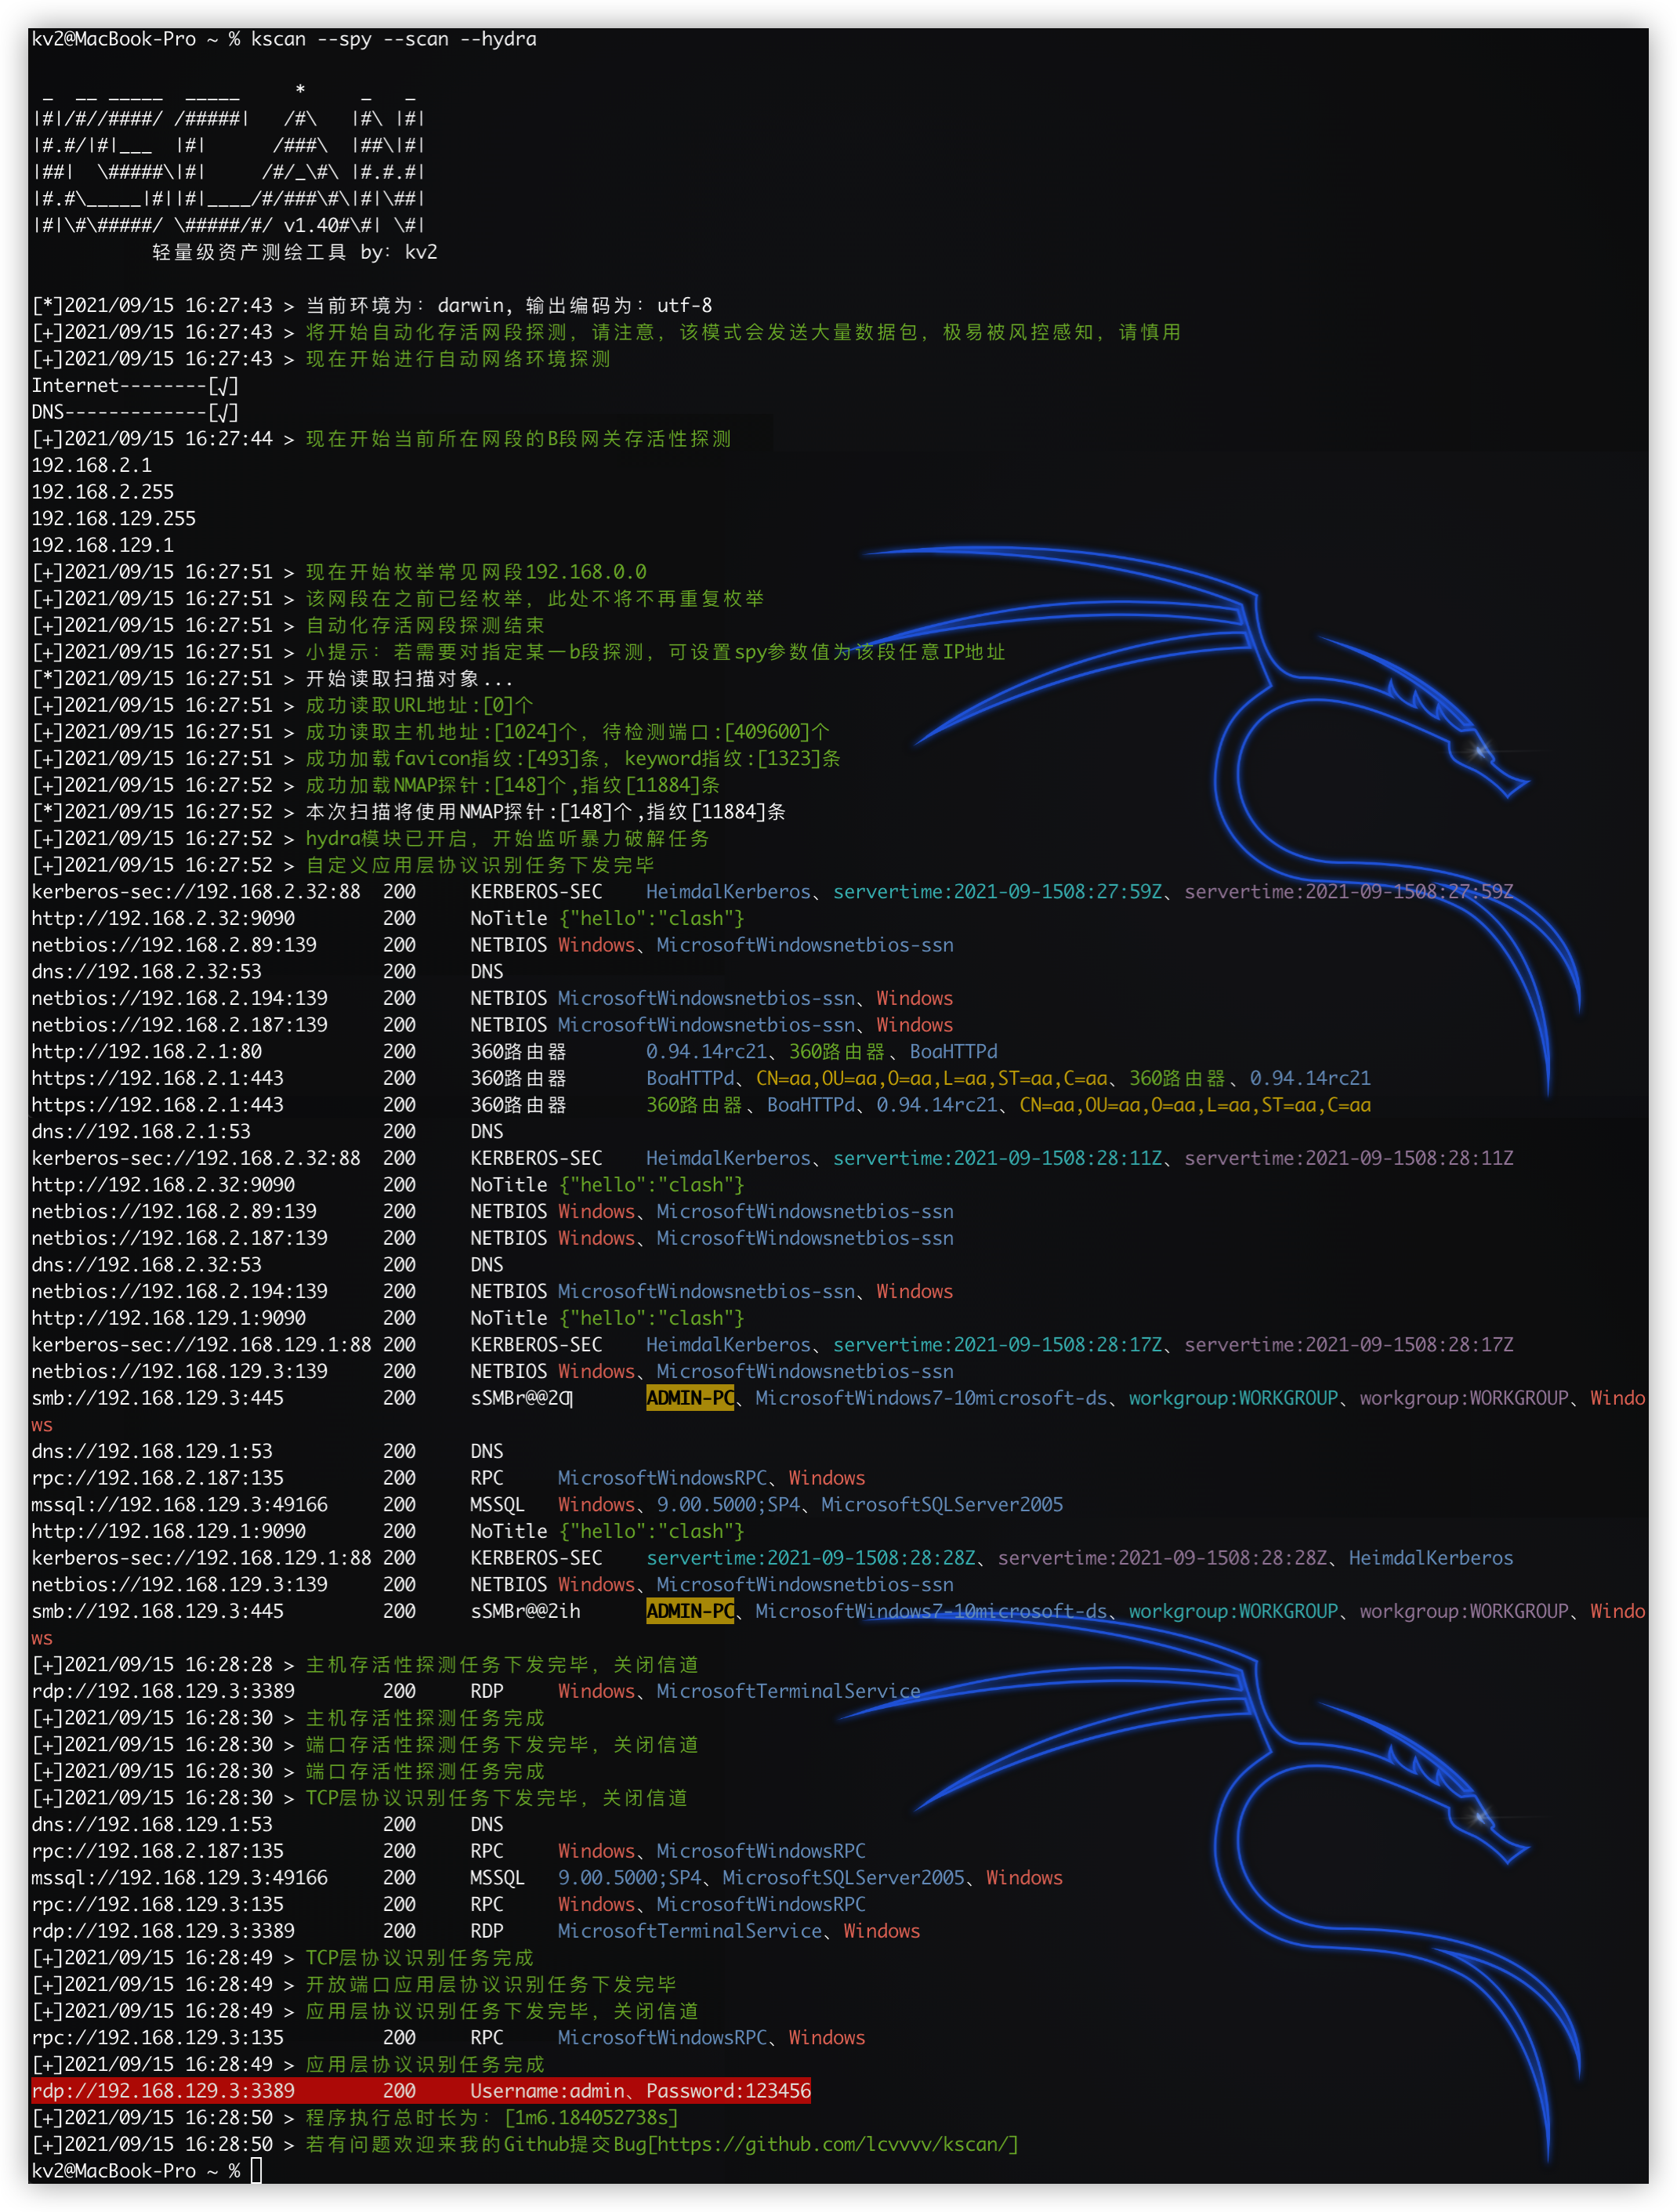 kv2@MacBook-Pro ~ % kscan --spy --scan --hydra
 _  __ _____  _____     *     _   _
|#|/#//####/ /#####|   /#\   |#\ |#|
|#.#/|#|___  |#|      /###\  |##\|#|
|##|  \#####\|#|     /#/_\#\ |#.#.#|
|#.#\_____|#||#|____/#/###\#\|#|\##|
|#|\#\#####/ \#####/#/ v1.40#\#| \#|
轻量级资产测绘工具 by: kv2
[*]2021/09/15 16:27:43 > 当前环境为: darwin, 输出编码为: utf-8
[+]2021/09/15 16:27:43 > 将开始自动化存活网段探测, 请注意, 该模式会发送大量数据包, 极易被风控感知, 请慎用
[+]2021/09/15 16:27:43 > 现在开始进行自动网络环境探测
Internet--------[√]
DNS-------------[√]
[+]2021/09/15 16:27:44 > 现在开始当前所在网段的B段网关存活性探测
192.168.2.1
192.168.2.255
192.168.129.255
192.168.129.1
[+]2021/09/15 16:27:51 > 现在开始枚举常见网段192.168.0.0
[+]2021/09/15 16:27:51 > 该网段在之前已经枚举, 此处不将不再重复枚举
[+]2021/09/15 16:27:51 > 自动化存活网段探测结束
[+]2021/09/15 16:27:51 > 小提示: 若需要对指定某一b段探测, 可设置spy参数值为该段任意IP地址
[*]2021/09/15 16:27:51 > 开始读取扫描对象...
[+]2021/09/15 16:27:51 > 成功读取URL地址:[0]个
[+]2021/09/15 16:27:51 > 成功读取主机地址:[1024]个, 待检测端口:[409600]个
[+]2021/09/15 16:27:51 > 成功加载favicon指纹:[493]条, keyword指纹:[1323]条
[+]2021/09/15 16:27:52 > 成功加载NMAP探针:[148]个,指纹[11884]条
[*]2021/09/15 16:27:52 > 本次扫描将使用NMAP探针:[148]个,指纹[11884]条
[+]2021/09/15 16:27:52 > hydra模块已开启, 开始监听暴力破解任务
[+]2021/09/15 16:27:52 > 自定义应用层协议识别任务下发完毕
kerberos-sec://192.168.2.32:88  200     KERBEROS-SEC    HeimdalKerberos、servertime:2021-09-1508:27:59Z、servertime:2021-09-1508:27:59Z
http://192.168.2.32:9090        200     NoTitle {"hello":"clash"}
netbios://192.168.2.89:139      200     NETBIOS Windows、MicrosoftWindowsnetbios-ssn
dns://192.168.2.32:53           200     DNS
netbios://192.168.2.194:139     200     NETBIOS MicrosoftWindowsnetbios-ssn、Windows
netbios://192.168.2.187:139     200     NETBIOS MicrosoftWindowsnetbios-ssn、Windows
http://192.168.2.1:80           200     360路由器       0.94.14rc21、360路由器、BoaHTTPd
https://192.168.2.1:443         200     360路由器       BoaHTTPd、CN=aa,OU=aa,O=aa,L=aa,ST=aa,C=aa、360路由器、0.94.14rc21
https://192.168.2.1:443         200     360路由器       360路由器、BoaHTTPd、0.94.14rc21、CN=aa,OU=aa,O=aa,L=aa,ST=aa,C=aa
dns://192.168.2.1:53            200     DNS
kerberos-sec://192.168.2.32:88  200     KERBEROS-SEC    HeimdalKerberos、servertime:2021-09-1508:28:11Z、servertime:2021-09-1508:28:11Z
http://192.168.2.32:9090        200     NoTitle {"hello":"clash"}
netbios://192.168.2.89:139      200     NETBIOS Windows、MicrosoftWindowsnetbios-ssn
netbios://192.168.2.187:139     200     NETBIOS Windows、MicrosoftWindowsnetbios-ssn
dns://192.168.2.32:53           200     DNS
netbios://192.168.2.194:139     200     NETBIOS MicrosoftWindowsnetbios-ssn、Windows
http://192.168.129.1:9090       200     NoTitle {"hello":"clash"}
kerberos-sec://192.168.129.1:88 200     KERBEROS-SEC    HeimdalKerberos、servertime:2021-09-1508:28:17Z、servertime:2021-09-1508:28:17Z
netbios://192.168.129.3:139     200     NETBIOS Windows、MicrosoftWindowsnetbios-ssn
smb://192.168.129.3:445         200     ADMIN-PC、MicrosoftWindows7-10microsoft-ds、workgroup:WORKGROUP、workgroup:WORKGROUP、Windo
ws
dns://192.168.129.1:53          200     DNS
rpc://192.168.2.187:135         200     RPC     MicrosoftWindowsRPC、Windows
mssql://192.168.129.3:49166     200     MSSQL   Windows、9.00.5000;SP4、MicrosoftSQLServer2005
http://192.168.129.1:9090       200     NoTitle {"hello":"clash"}
kerberos-sec://192.168.129.1:88 200     KERBEROS-SEC    servertime:2021-09-1508:28:28Z、servertime:2021-09-1508:28:28Z、HeimdalKerberos
netbios://192.168.129.3:139     200     NETBIOS Windows、MicrosoftWindowsnetbios-ssn
smb://192.168.129.3:445         200     sSMBr@@2ih      ADMIN-PC、MicrosoftWindows7-10microsoft-ds、workgroup:WORKGROUP、workgroup:WORKGROUP、Windo
ws
[+]2021/09/15 16:28:28 > 主机存活性探测任务下发完毕, 关闭信道
rdp://192.168.129.3:3389        200     RDP     Windows、MicrosoftTerminalService
[+]2021/09/15 16:28:30 > 主机存活性探测任务完成
[+]2021/09/15 16:28:30 > 端口存活性探测任务下发完毕, 关闭信道
[+]2021/09/15 16:28:30 > 端口存活性探测任务完成
[+]2021/09/15 16:28:30 > TCP层协议识别任务下发完毕, 关闭信道
dns://192.168.129.1:53          200     DNS
rpc://192.168.2.187:135         200     RPC     Windows、MicrosoftWindowsRPC
mssql://192.168.129.3:49166     200     MSSQL   9.00.5000;SP4、MicrosoftSQLServer2005、Windows
rpc://192.168.129.3:135         200     RPC     Windows、MicrosoftWindowsRPC
rdp://192.168.129.3:3389        200     RDP     MicrosoftTerminalService、Windows
[+]2021/09/15 16:28:49 > TCP层协议识别任务完成
[+]2021/09/15 16:28:49 > 开放端口应用层协议识别任务下发完毕
[+]2021/09/15 16:28:49 > 应用层协议识别任务下发完毕, 关闭信道
rpc://192.168.129.3:135         200     RPC     MicrosoftWindowsRPC、Windows
[+]2021/09/15 16:28:49 > 应用层协议识别任务完成
rdp://192.168.129.3:3389        200     Username:admin、Password:123456
[+]2021/09/15 16:28:50 > 程序执行总时长为: [1m6.184052738s]
[+]2021/09/15 16:28:50 > 若有问题欢迎来我的Github提交Bug[https://github.com/lcvvvv/kscan/]
kv2@MacBook-Pro ~ %